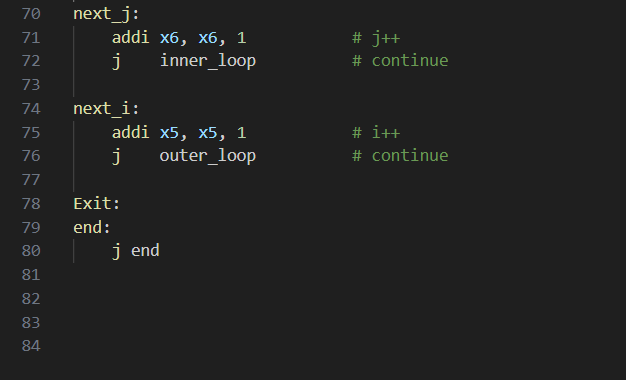 70 next_j:
71     addi x6, x6, 1           # j++
72     j    inner_loop          # continue
73
74 next_i:
75     addi x5, x5, 1           # i++
76     j    outer_loop          # continue
77
78 Exit:
79 end:
80     j end
81
82
83
84